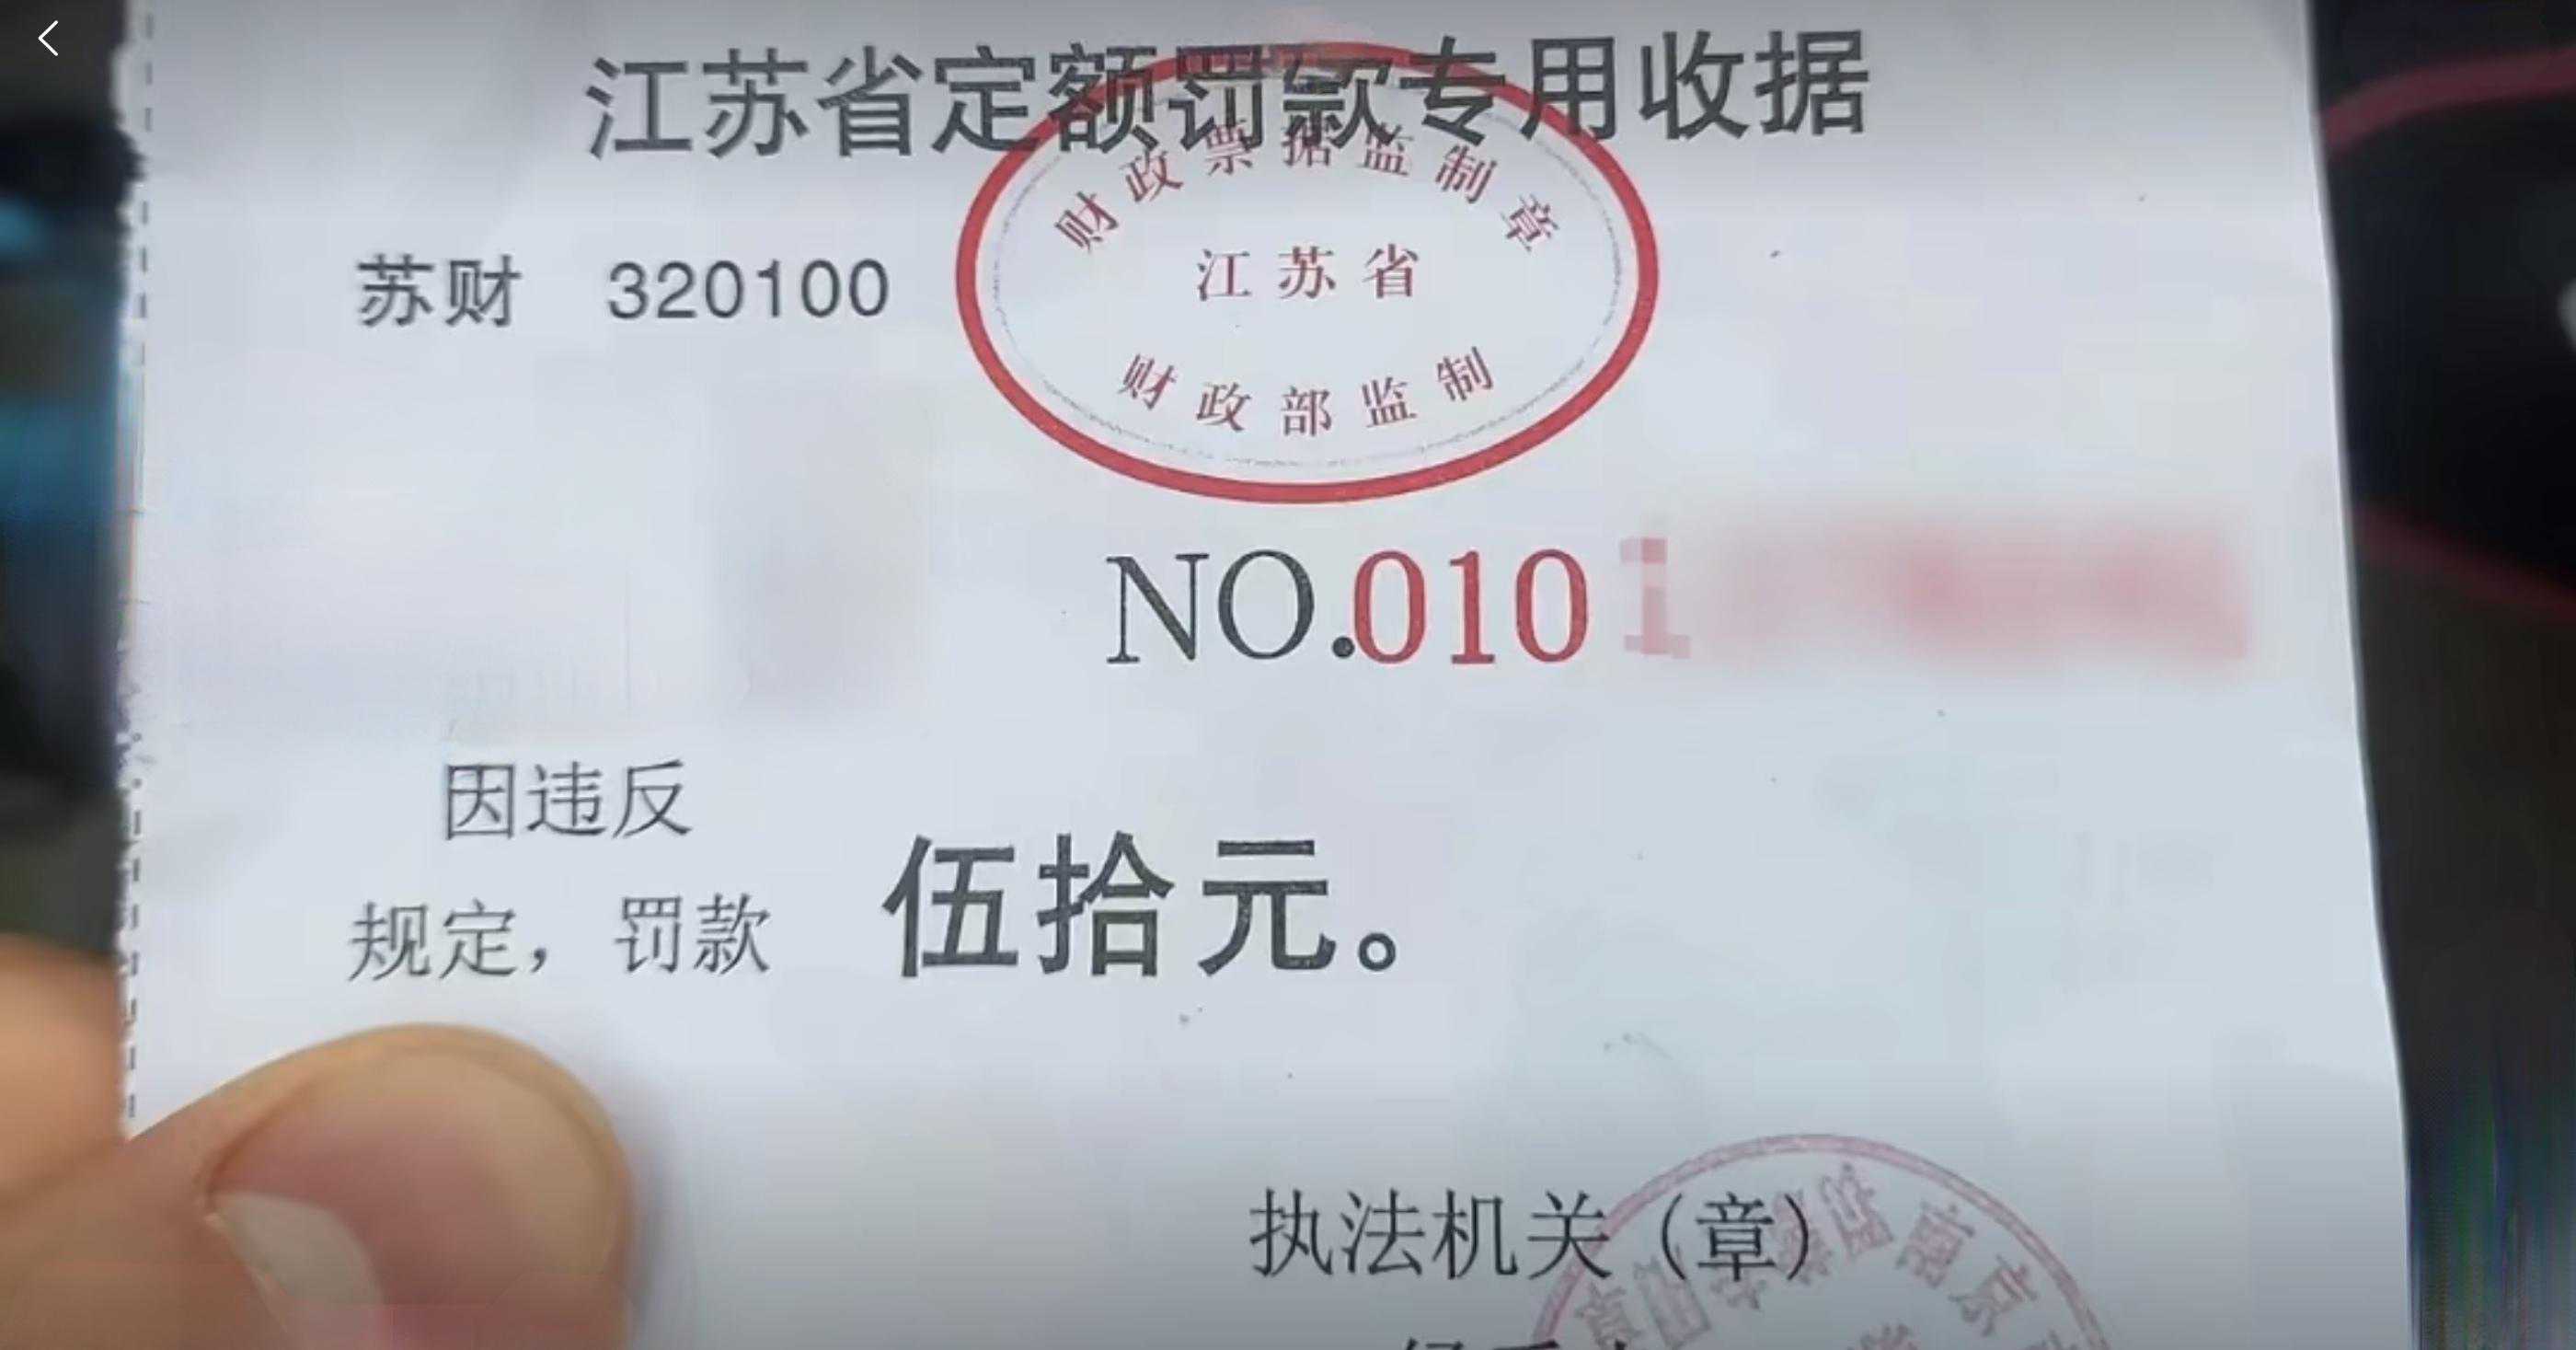 江苏省定额罚款专用收据
财政票据监制章
苏财 320100
江苏省
财政部监制
NO.010
因违反
规定，罚款 伍拾元。
执法机关（章）